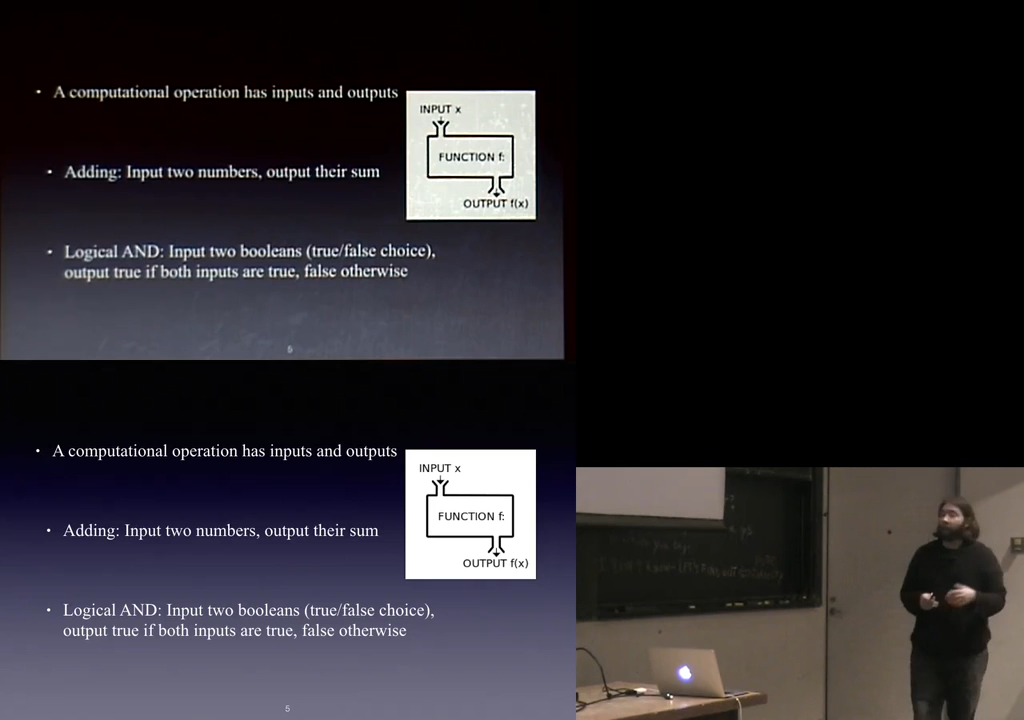 • A computational operation has inputs and outputs
INPUT x
FUNCTION f:
OUTPUT f(x)
• Adding: Input two numbers, output their sum
• Logical AND: Input two booleans (true/false choice),
output true if both inputs are true, false otherwise
5
• A computational operation has inputs and outputs
INPUT x
FUNCTION f:
OUTPUT f(x)
• Adding: Input two numbers, output their sum
• Logical AND: Input two booleans (true/false choice),
output true if both inputs are true, false otherwise
5